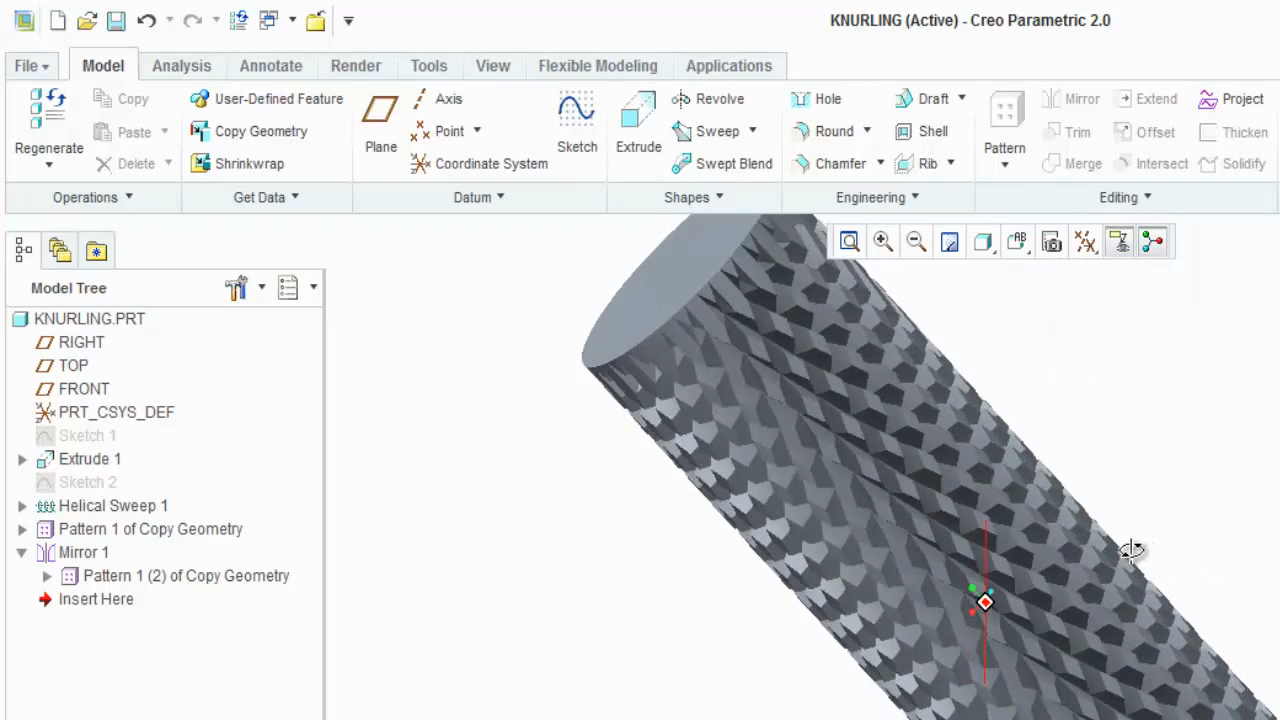 KNURLING (Active) - Creo Parametric 2.0
File Model Analysis Annotate Render Tools View Flexible Modeling Applications
Regenerate
Copy
Paste
Delete
Operations
User-Defined Feature
Copy Geometry
Shrinkwrap
Get Data
Plane
Axis
Point
Coordinate System
Datum
Sketch
Extrude
Revolve
Sweep
Swept Blend
Shapes
Hole
Round
Chamfer
Draft
Shell
Rib
Engineering
Pattern
Mirror
Trim
Merge
Extend
Offset
Intersect
Project
Thicken
Solidify
Editing
AB
Model Tree
KNURLING.PRT
RIGHT
TOP
FRONT
PRT_CSYS_DEF
Sketch 1
Extrude 1
Sketch 2
Helical Sweep 1
Pattern 1 of Copy Geometry
Mirror 1
Pattern 1 (2) of Copy Geometry
Insert Here